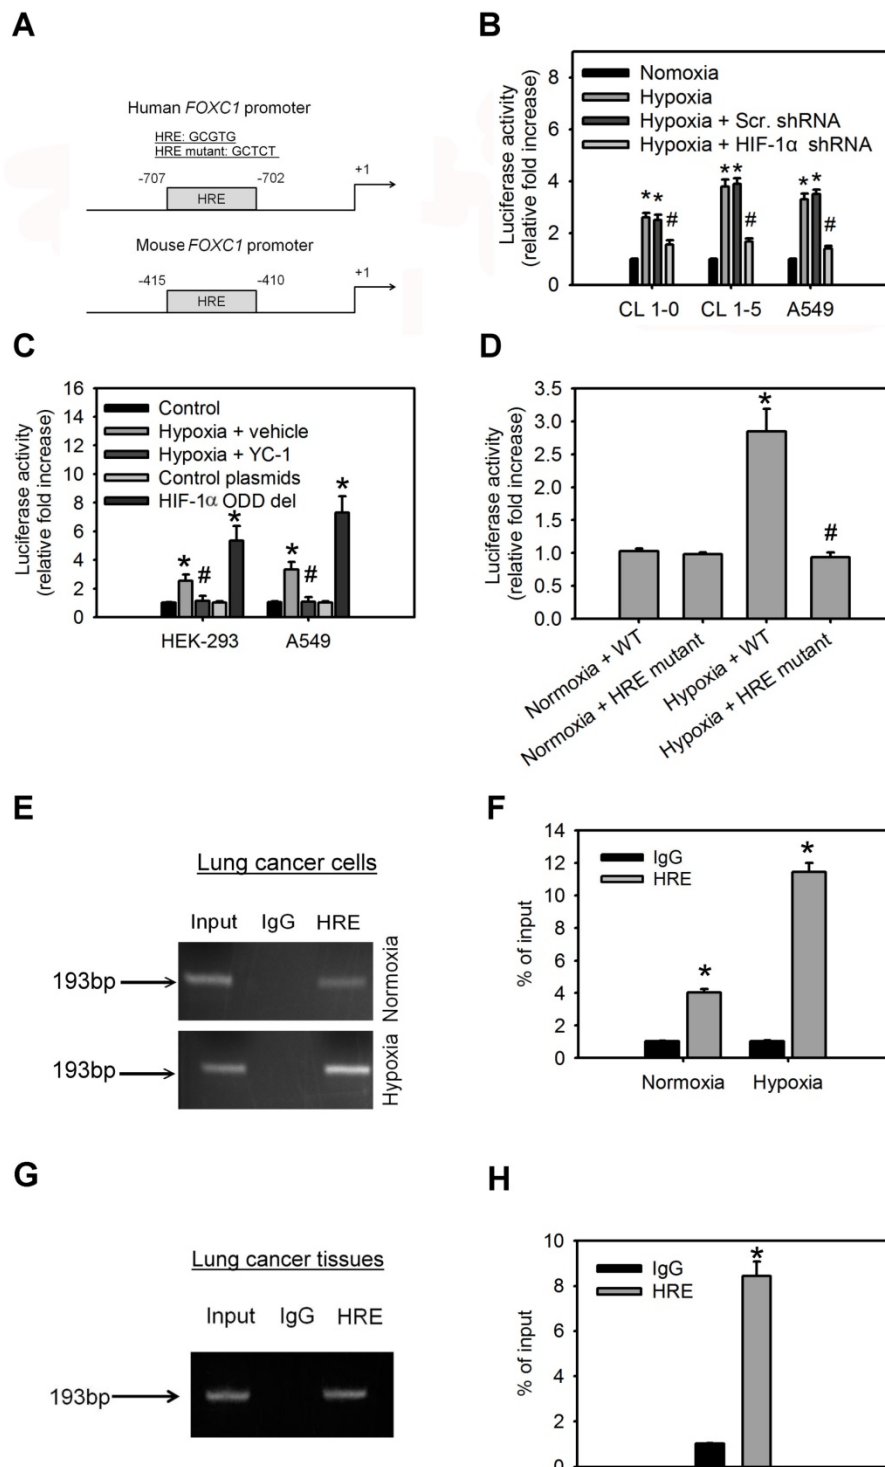 A
Human FOXC1 promoter
HRE: GCGTG
HRE mutant: GCTCT
-707
-702
+1
HRE
Mouse FOXC1 promoter
-415
-410
+1
HRE
B
Luciferase activity
(relative fold increase)
8
6
4
2
0
Nomoxia
Hypoxia
Hypoxia + Scr. shRNA
Hypoxia + HIF-1α shRNA
* * # * * # * * #
CL 1-0 CL 1-5 A549
C
Luciferase activity
(relative fold increase)
16
14
12
10
8
6
4
2
0
Control
Hypoxia + vehicle
Hypoxia + YC-1
Control plasmids
HIF-1α ODD del
* # * * # *
HEK-293 A549
D
Luciferase activity
(relative fold increase)
3.5
3.0
2.5
2.0
1.5
1.0
0.5
0.0
*
#
Normoxia + WT
Normoxia + HRE mutant
Hypoxia + WT
Hypoxia + HRE mutant
E
Lung cancer cells
Input IgG HRE
193bp
Normoxia
193bp
Hypoxia
F
% of input
14
12
10
8
6
4
2
0
IgG
HRE
*
*
Normoxia Hypoxia
G
Lung cancer tissues
Input IgG HRE
193bp
H
% of input
10
8
6
4
2
0
IgG
HRE
*